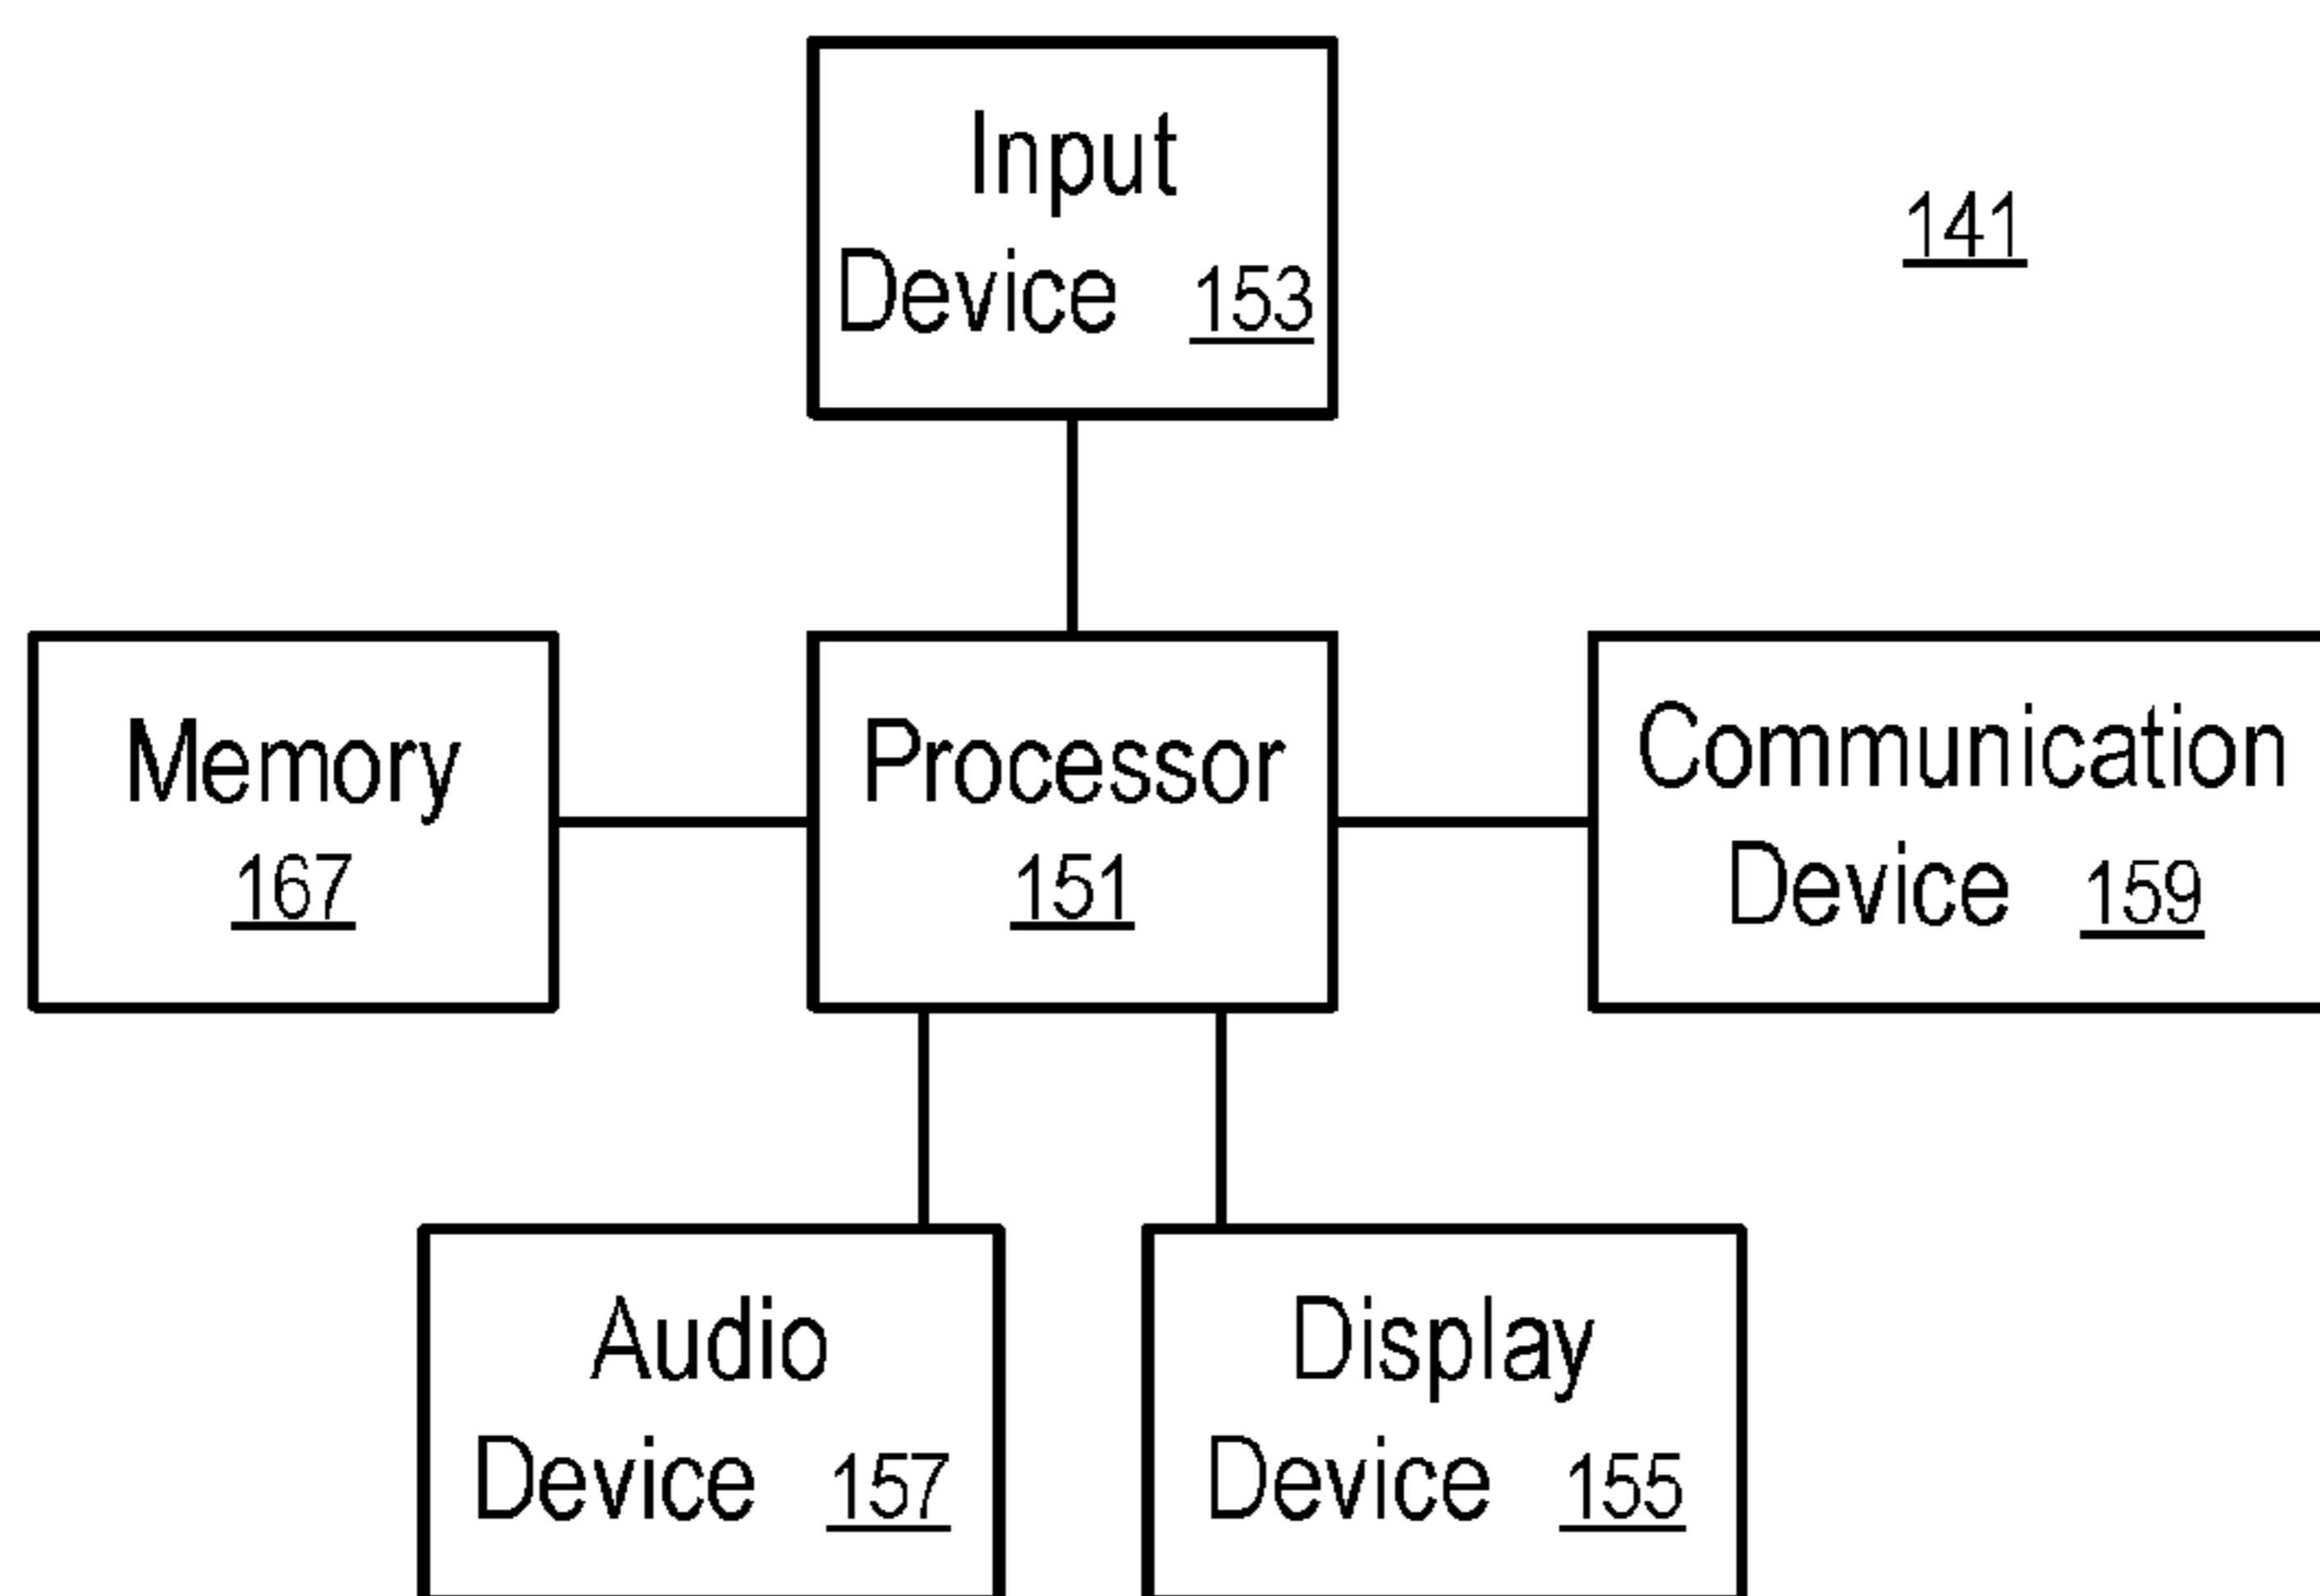 Input
Device 153
141
Memory
167
Processor
151
Communication
Device 159
Audio
Device 157
Display
Device 155